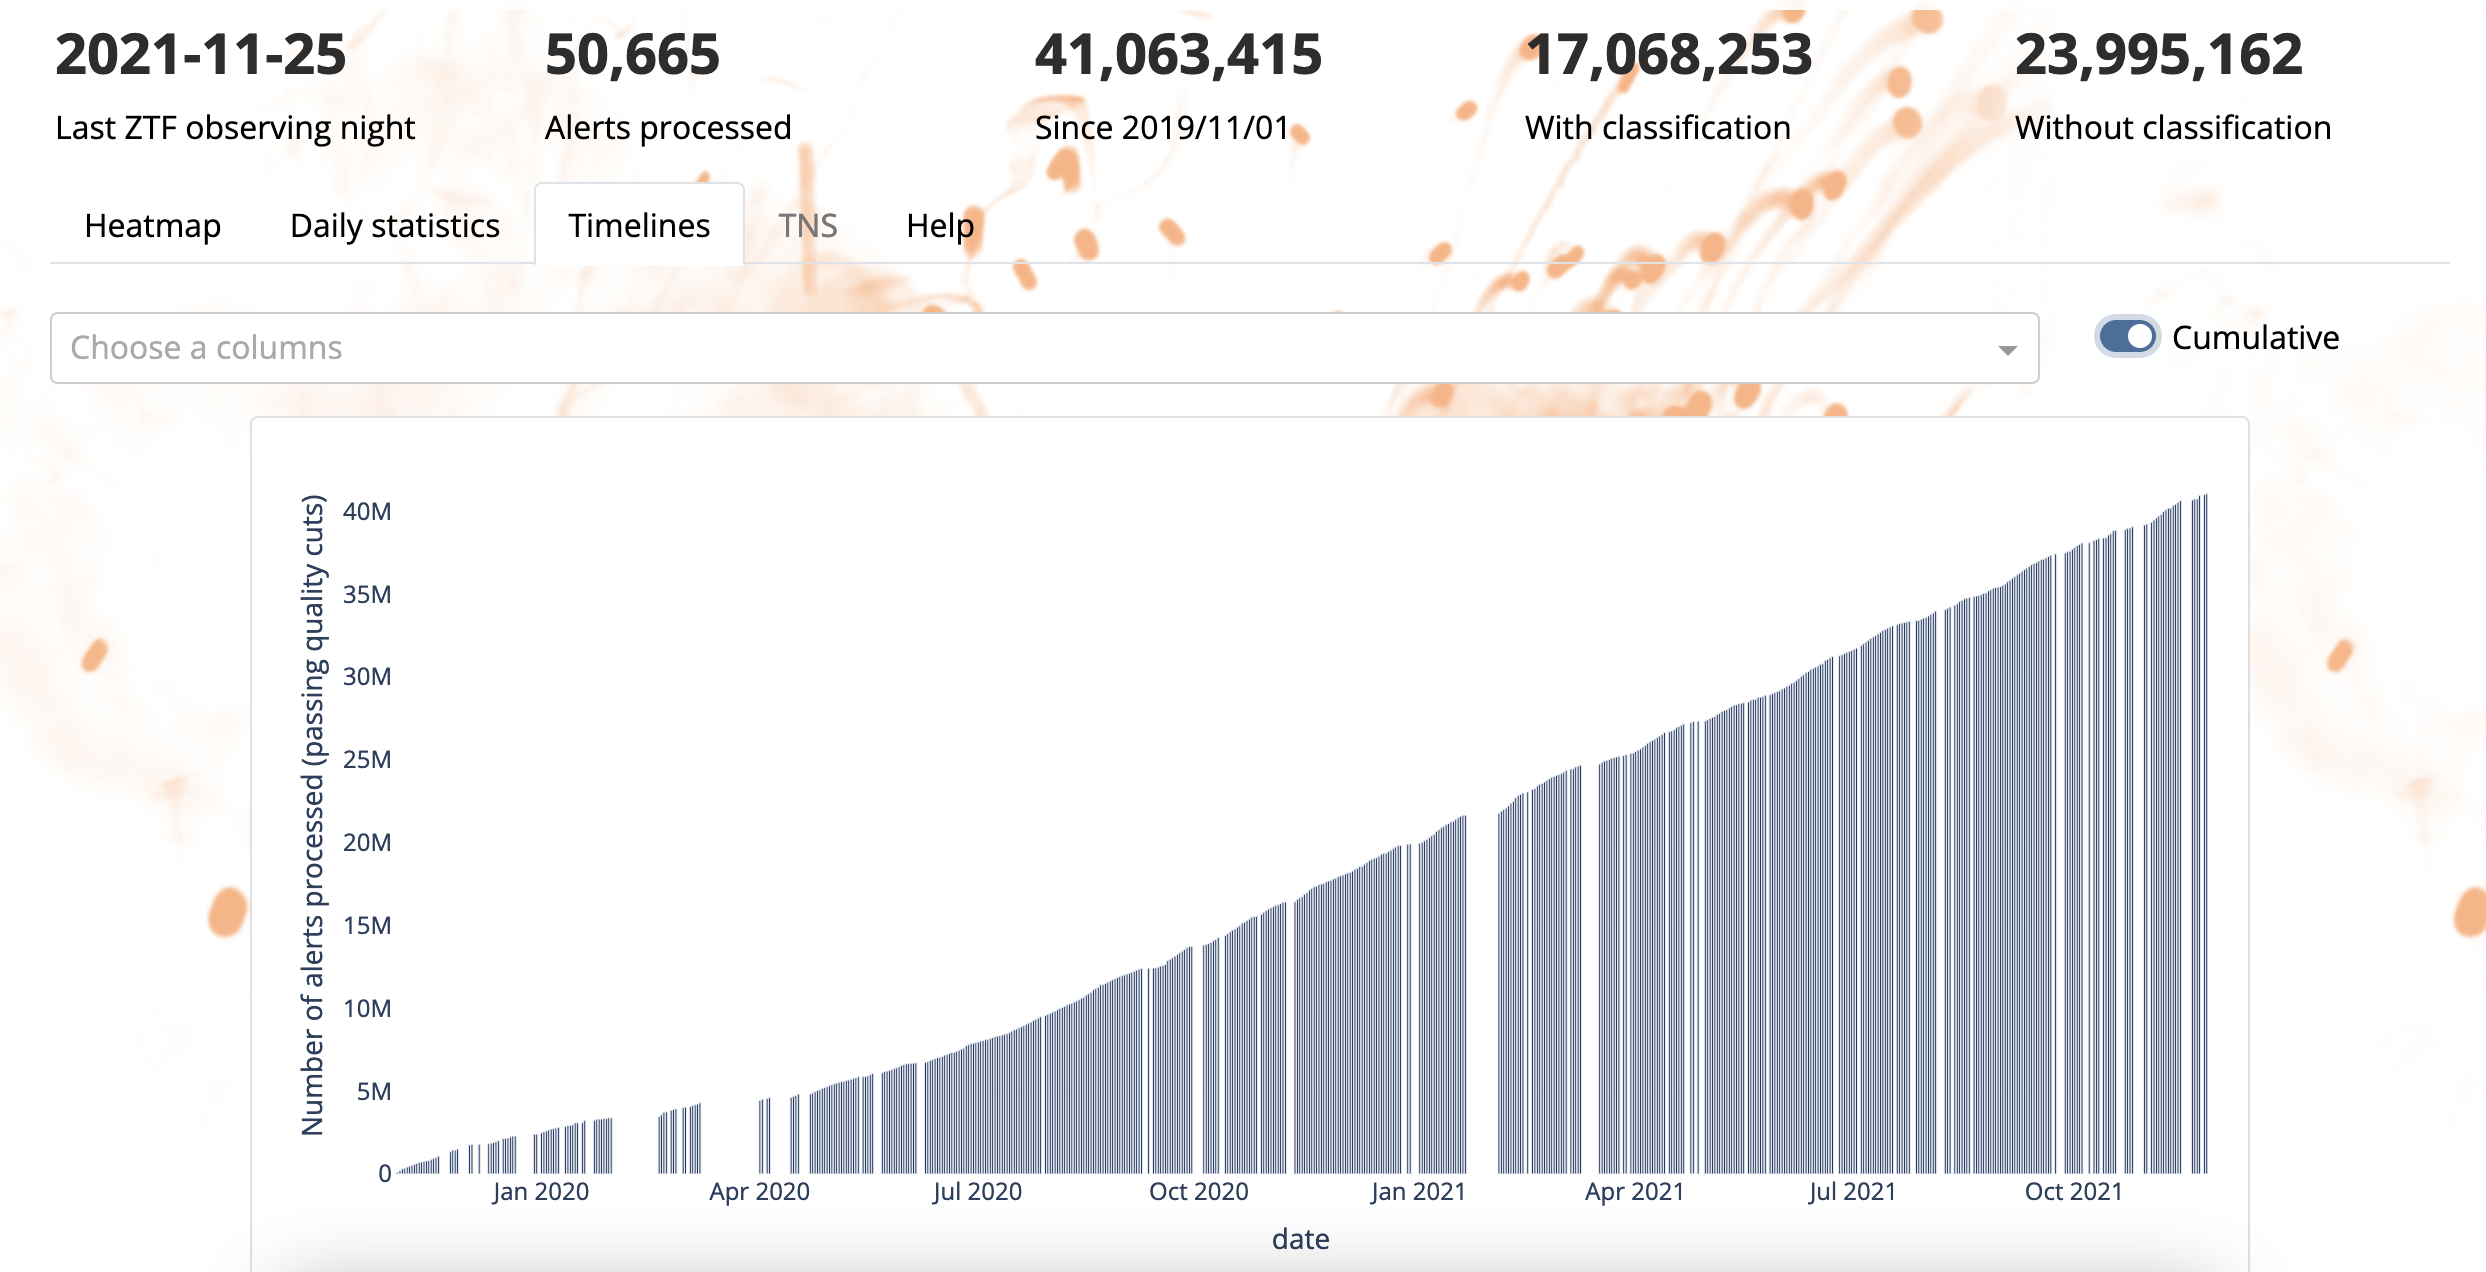 2021-11-25
50,665
41,063,415
17,068,253
23,995,162
Last ZTF observing night
Alerts processed
Since 2019/11/01
With classification
Without classification
Heatmap
Daily statistics
Timelines
TNS
Help
Choose a columns
Cumulative
Number of alerts processed (passing quality cuts)
40M
35M
30M
25M
20M
15M
10M
5M
0
Jan 2020
Apr 2020
Jul 2020
Oct 2020
Jan 2021
Apr 2021
Jul 2021
Oct 2021
date